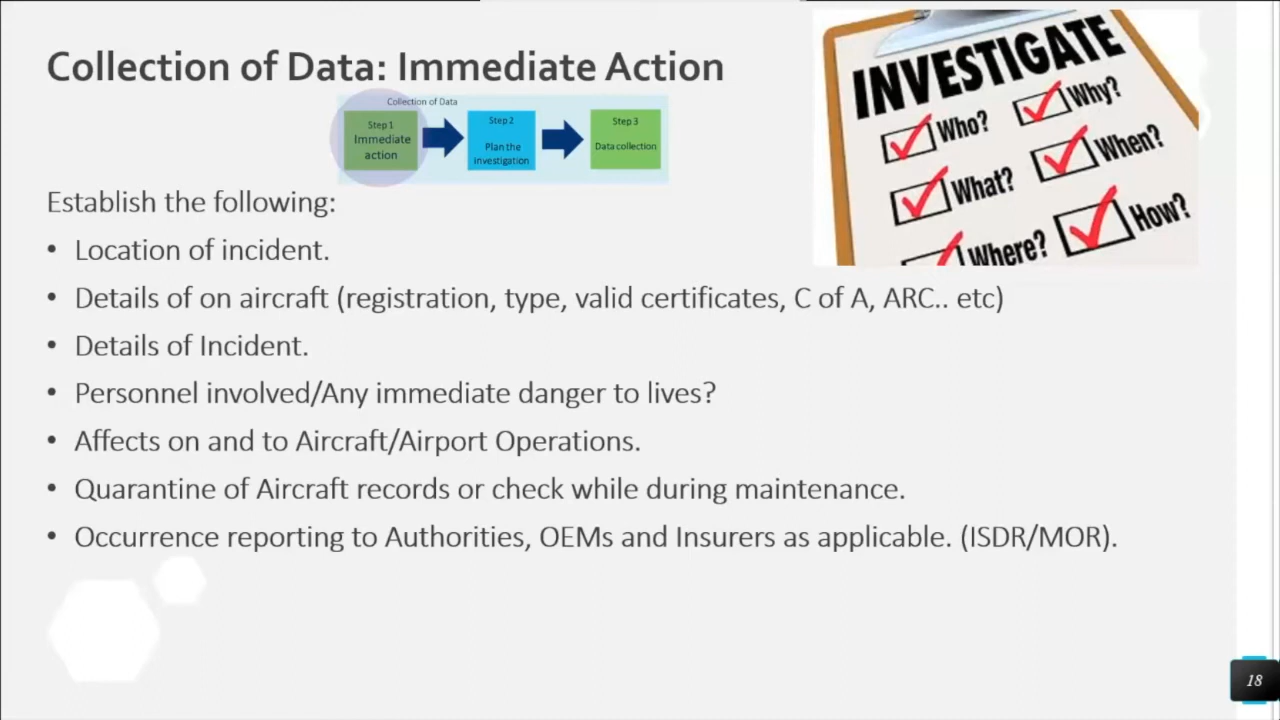 Collection of Data: Immediate Action
Collection of Data
Step 1
Immediate
action
Step 2
Plan the
investigation
Step 3
Data collection
INVESTIGATE
Who?
Why?
What?
When?
Where?
How?
Establish the following:
• Location of incident.
• Details of on aircraft (registration, type, valid certificates, C of A, ARC.. etc)
• Details of Incident.
• Personnel involved/Any immediate danger to lives?
• Affects on and to Aircraft/Airport Operations.
• Quarantine of Aircraft records or check while during maintenance.
• Occurrence reporting to Authorities, OEMs and Insurers as applicable. (ISDR/MOR).
18